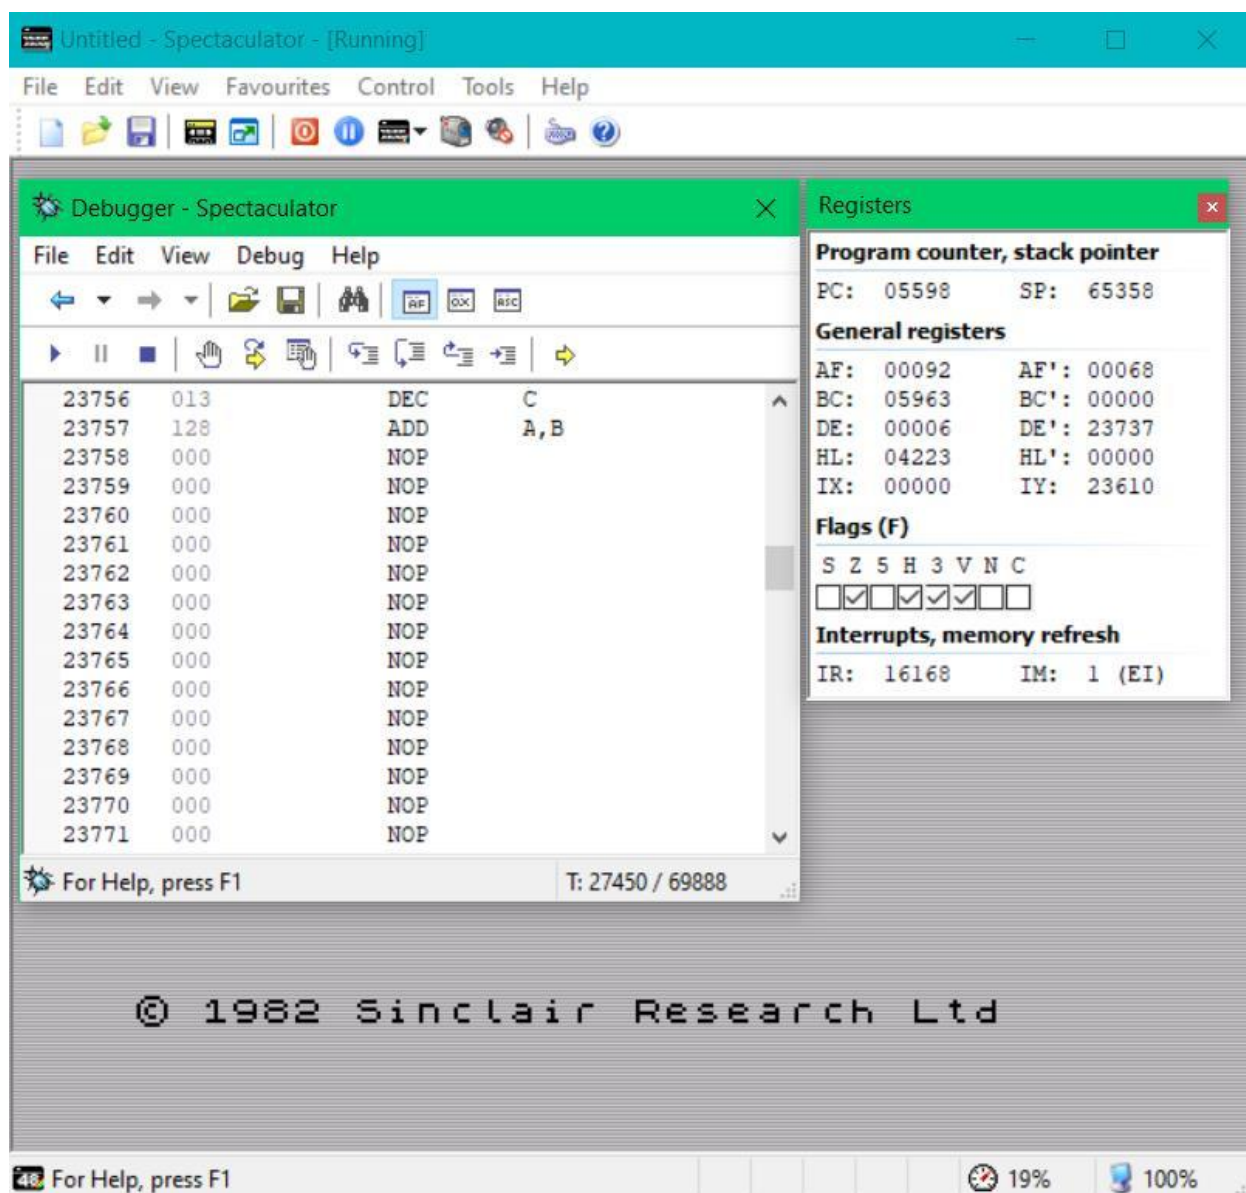 Untitled - Spectaculator - [Running]
File Edit View Favourites Control Tools Help
Debugger - Spectaculator
File Edit View Debug Help
AF 0X ASC
23756 013 DEC C
23757 128 ADD A,B
23758 000 NOP
23759 000 NOP
23760 000 NOP
23761 000 NOP
23762 000 NOP
23763 000 NOP
23764 000 NOP
23765 000 NOP
23766 000 NOP
23767 000 NOP
23768 000 NOP
23769 000 NOP
23770 000 NOP
23771 000 NOP
For Help, press F1 T: 27450 / 69888
Registers
Program counter, stack pointer
PC: 05598 SP: 65358
General registers
AF: 00092 AF': 00068
BC: 05963 BC': 00000
DE: 00006 DE': 23737
HL: 04223 HL': 00000
IX: 00000 IY: 23610
Flags (F)
S Z 5 H 3 V N C
Interrupts, memory refresh
IR: 16168 IM: 1 (EI)
© 1982 Sinclair Research Ltd
48 For Help, press F1 19% 100%